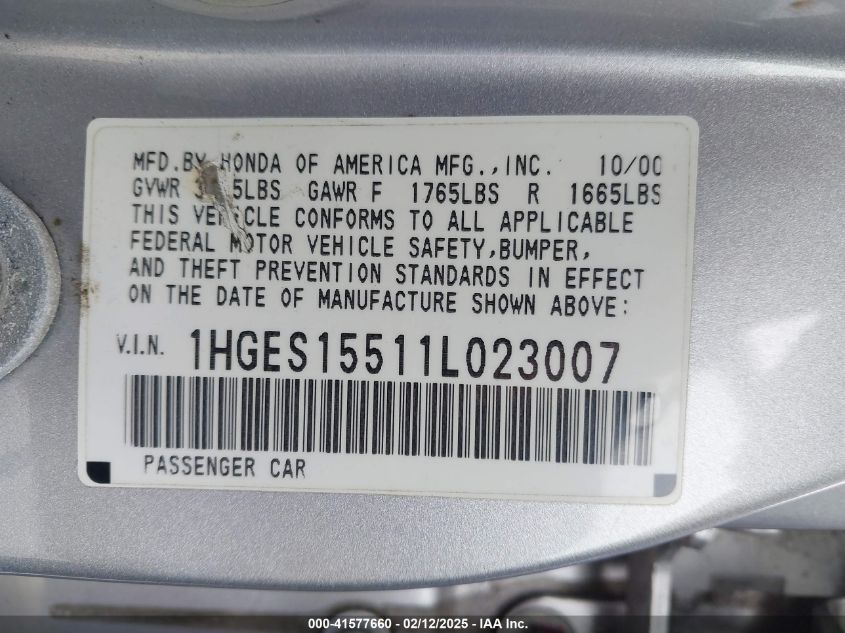 MFD.BY HONDA OF AMERICA MFG.,INC. 10/00
GVWR LBS GAWR F 1765LBS R 1665LBS
THIS VEHICLE CONFORMS TO ALL APPLICABLE
FEDERAL MOTOR VEHICLE SAFETY,BUMPER,
AND THEFT PREVENTION STANDARDS IN EFFECT
ON THE DATE OF MANUFACTURE SHOWN ABOVE:
V.I.N. 1HGES15511L023007
PASSENGER CAR
000-41577660 — 02/12/2025 — IAA Inc.